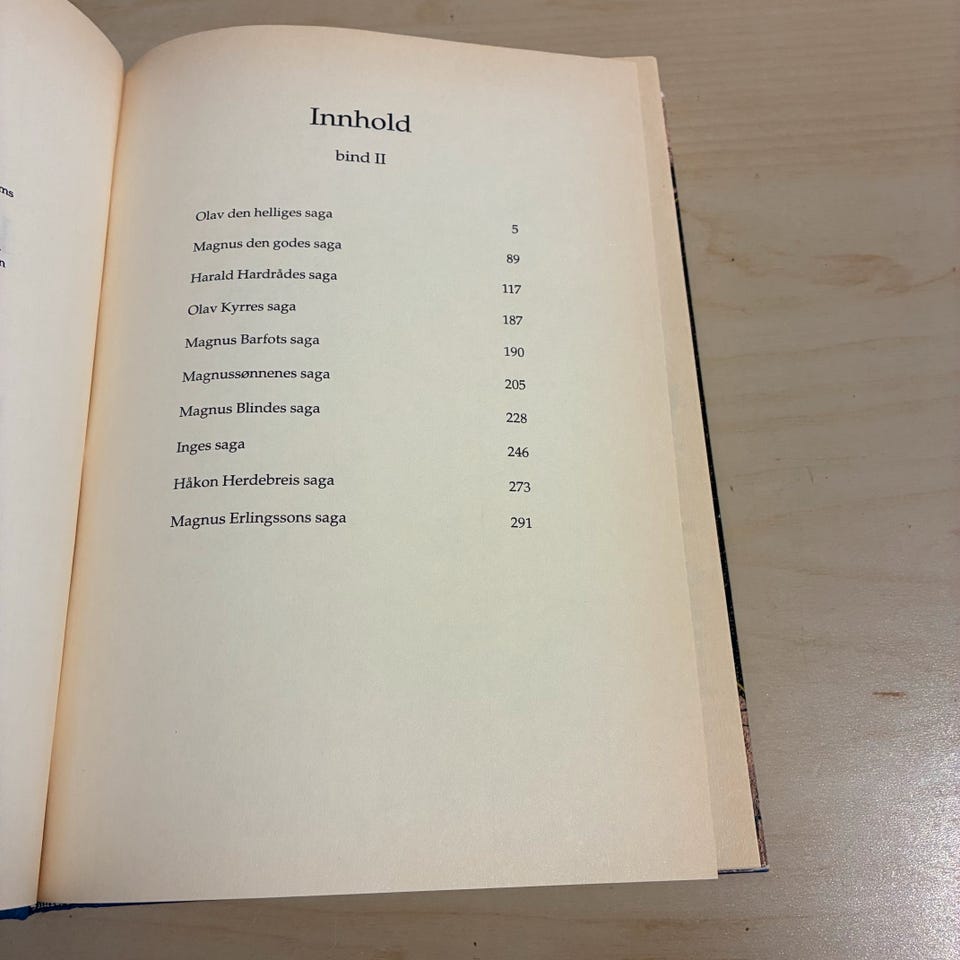 ms
n
Innhold
bind II
Olav den helliges saga 5
Magnus den godes saga 89
Harald Hardrådes saga 117
Olav Kyrres saga 187
Magnus Barfots saga 190
Magnussønnenes saga 205
Magnus Blindes saga 228
Inges saga 246
Håkon Herdebreis saga 273
Magnus Erlingssons saga 291